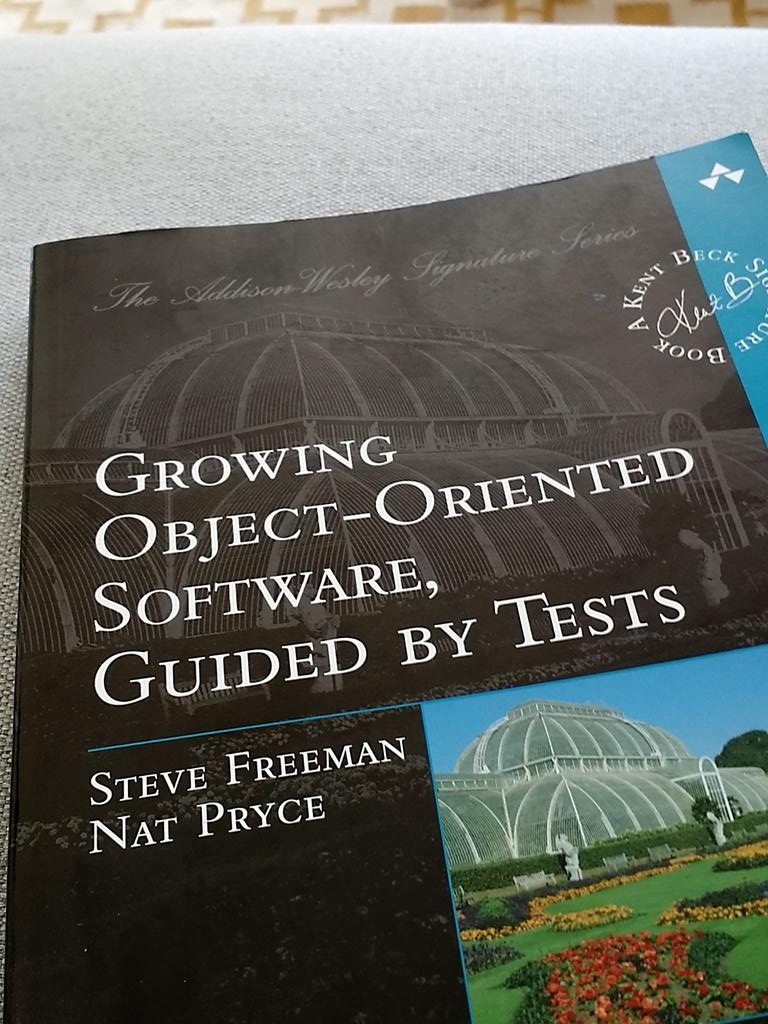 The Addison-Wesley Signature Series
A KENT BECK SIGNATURE BOOK
Kent B
GROWING
OBJECT-ORIENTED
SOFTWARE,
GUIDED BY TESTS
STEVE FREEMAN
NAT PRYCE